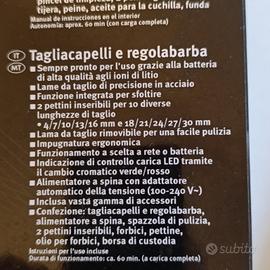 pincel de limpieza, 2
tijera, peine, aceite para la cuchilla, funda
Manual de instrucciones en el interior
Autonomía: aprox. 60 min (con carga completa)
IT
MT
Tagliacapelli e regolabarba
Sempre pronto per l'uso grazie alla batteria
di alta qualità agli ioni di litio
Lame da taglio di precisione in acciaio
Funzione integrata per sfoltire
2 pettini inseribili per 10 diverse
lunghezze di taglio
• 4/7/10/13/16 mm e 18/21/24/27/30 mm
Lama da taglio rimovibile per una facile pulizia
Impugnatura ergonomica
Funzionamento a scelta a rete o batteria
Indicazione di controllo carica LED tramite
il cambio cromatico verde/rosso
Alimentatore a spina con adattatore
automatico della tensione (100-240 V~)
Inclusa vasta gamma di accessori
Confezione: tagliacapelli e regolabarba,
alimentatore a spina, spazzola di pulizia,
2 pettini inseribili, forbici, pettine,
olio per forbici, borsa di custodia
Istruzioni per l'uso incluse
Durata di funzionamento: ca. 60 min. (a carica completa)
subito